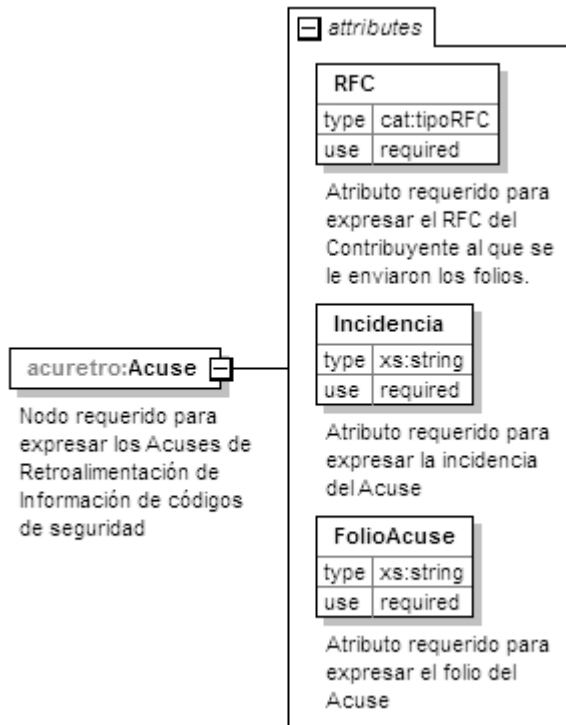 attributes
RFC
type cat:tipoRFC
use required
Atributo requerido para
expresar el RFC del
Contribuyente al que se
le enviaron los folios.
Incidencia
type xs:string
use required
Atributo requerido para
expresar la incidencia
del Acuse
acuretro:Acuse
Nodo requerido para
expresar los Acuses de
Retroalimentación de
Información de códigos
de seguridad
FolioAcuse
type xs:string
use required
Atributo requerido para
expresar el folio del
Acuse